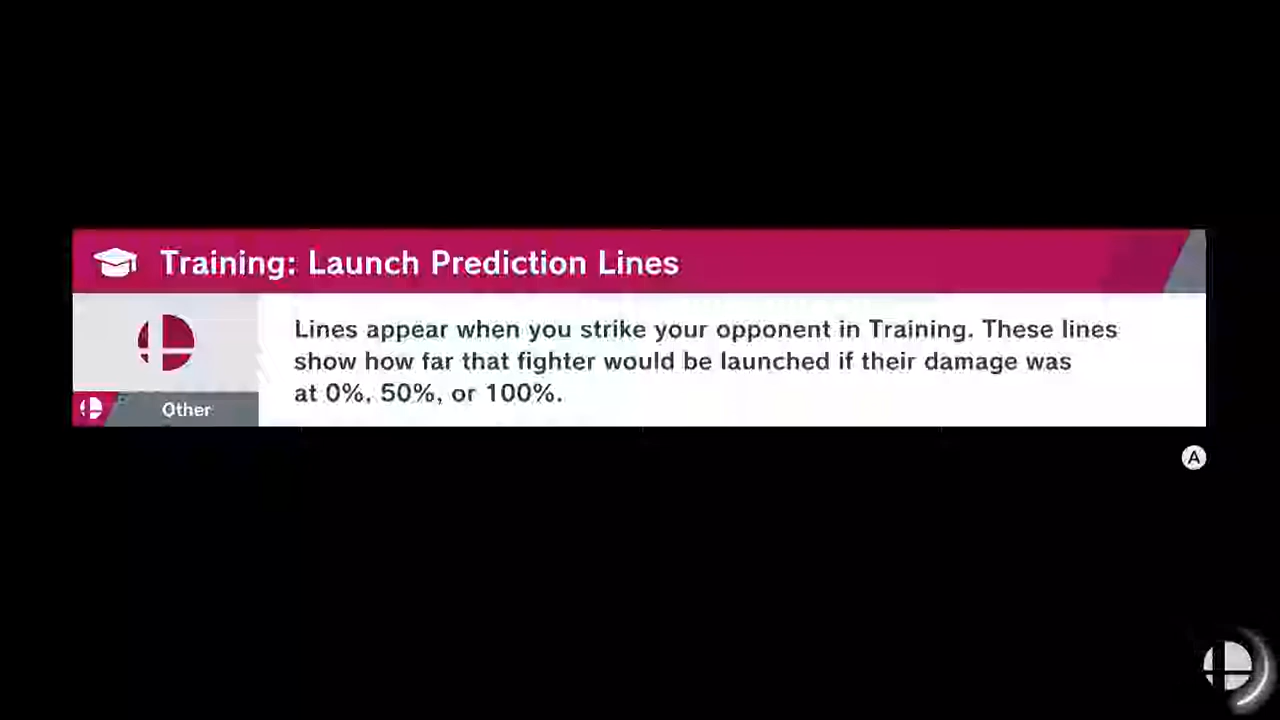 Training: Launch Prediction Lines
Lines appear when you strike your opponent in Training. These lines
show how far that fighter would be launched if their damage was
at 0%, 50%, or 100%.
Other
A